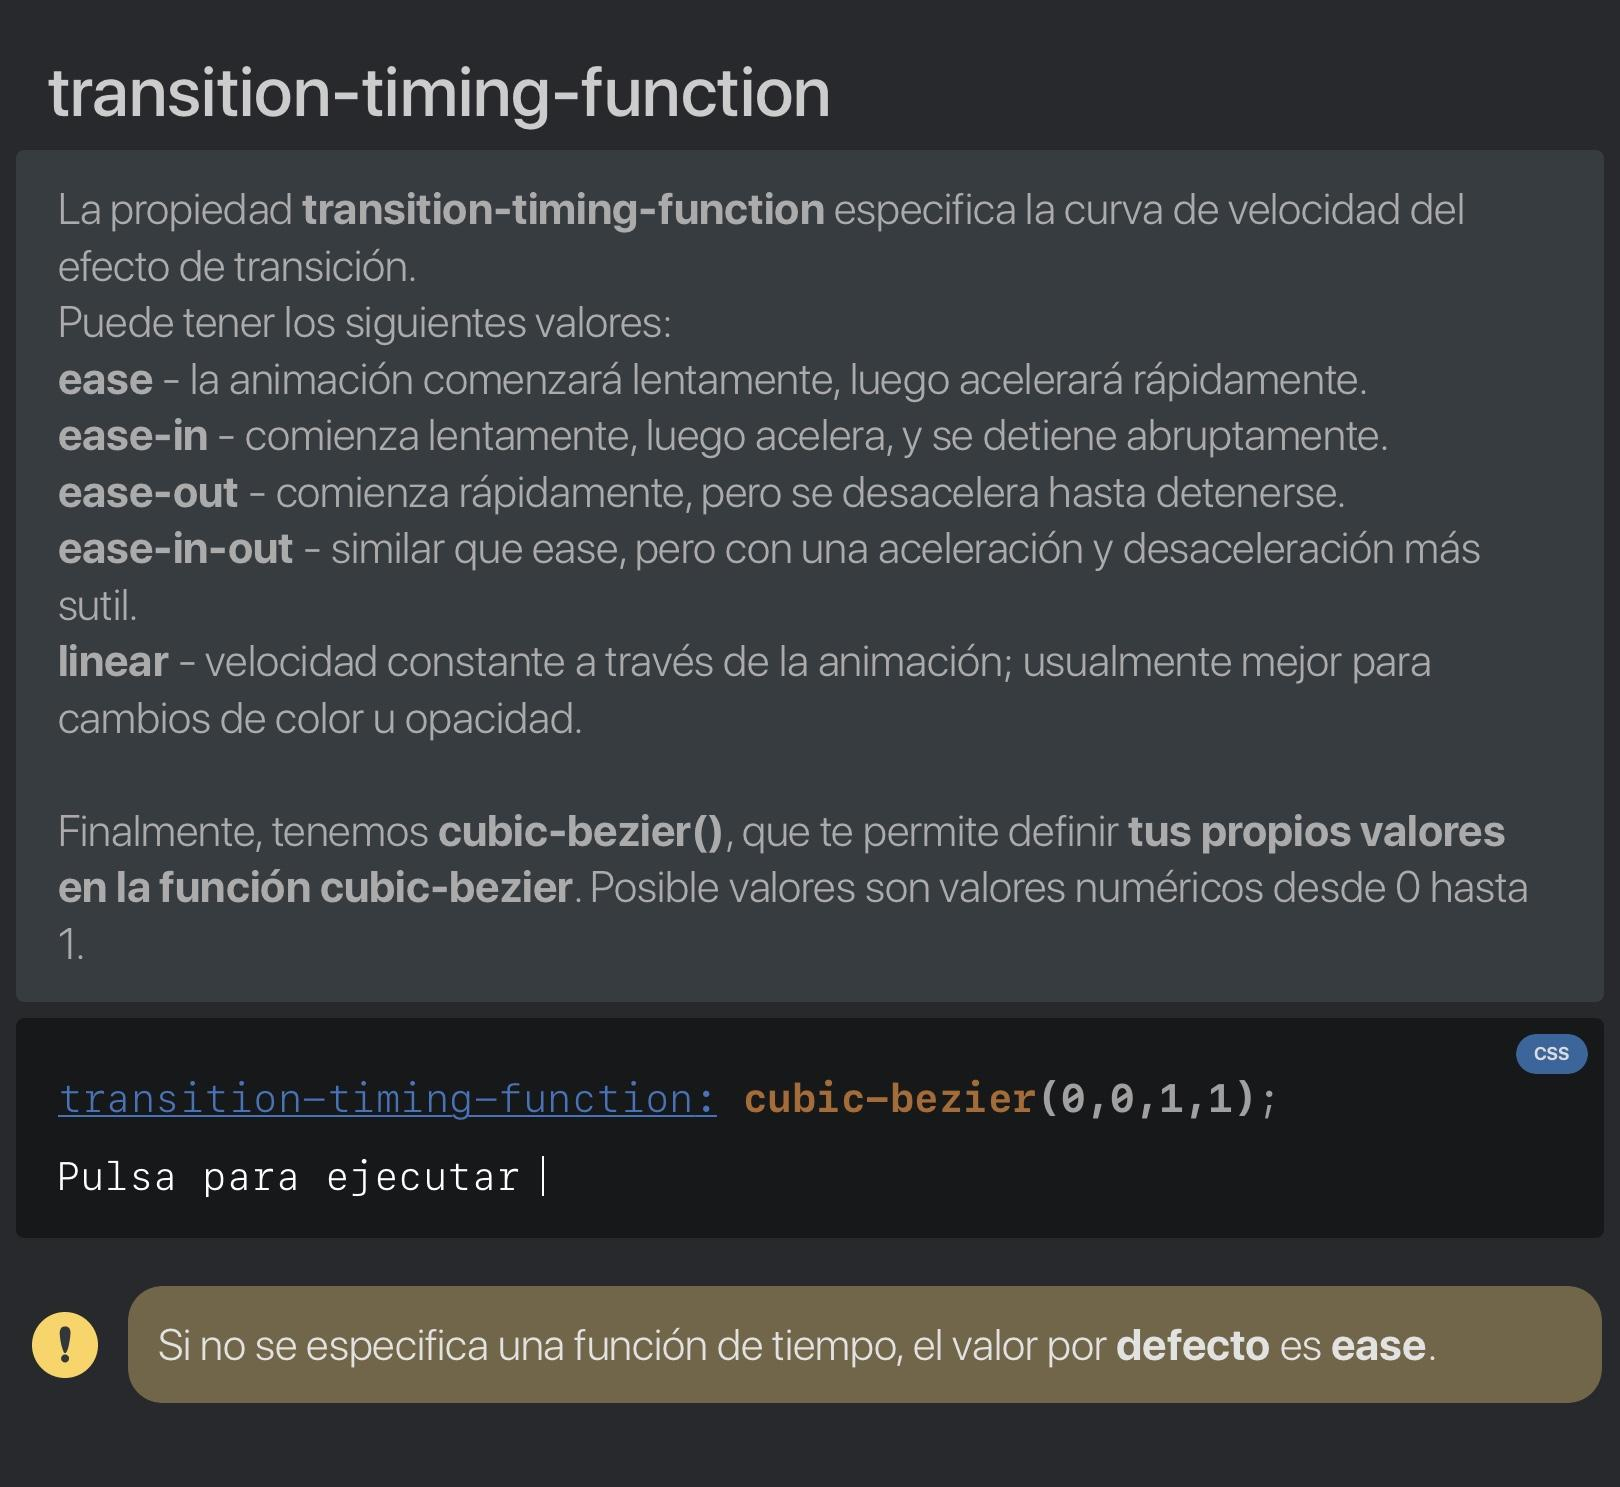 transition-timing-function
La propiedad transition-timing-function especifica la curva de velocidad del
efecto de transición.
Puede tener los siguientes valores:
ease - la animación comenzará lentamente, luego acelerará rápidamente.
ease-in - comienza lentamente, luego acelera, y se detiene abruptamente.
ease-out - comienza rápidamente, pero se desacelera hasta detenerse.
ease-in-out - similar que ease, pero con una aceleración y desaceleración más
sutil.
linear - velocidad constante a través de la animación; usualmente mejor para
cambios de color u opacidad.
Finalmente, tenemos cubic-bezier(), que te permite definir tus propios valores
en la función cubic-bezier. Posible valores son valores numéricos desde 0 hasta
1.
CSS
transition-timing-function: cubic-bezier(0,0,1,1);
Pulsa para ejecutar
Si no se especifica una función de tiempo, el valor por defecto es ease.